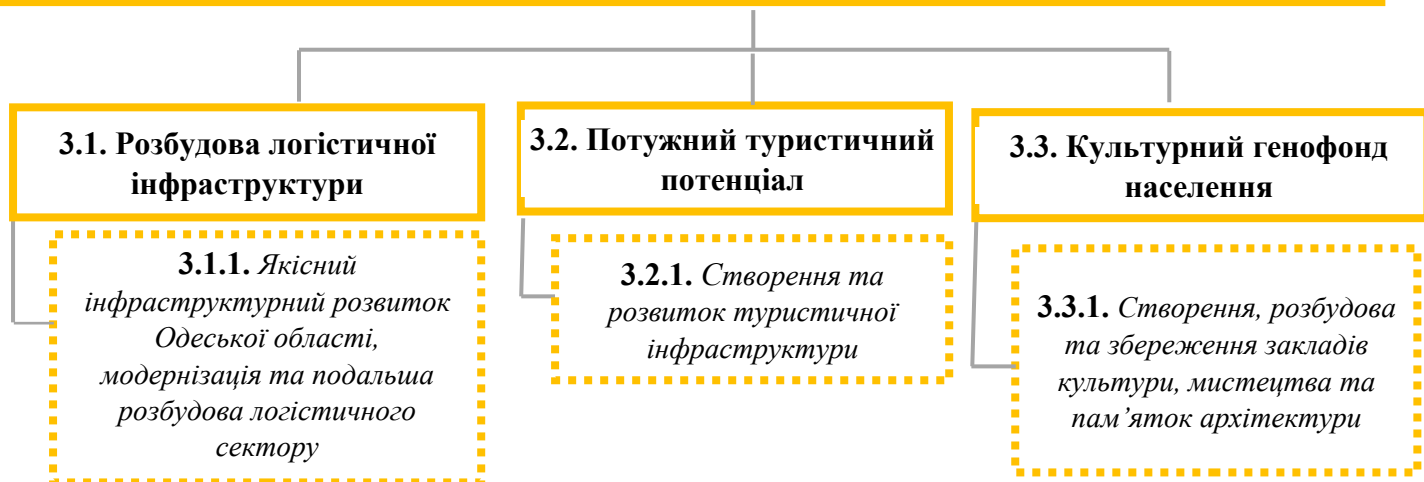 3.1. Розбудова логістичної
інфраструктури
3.2. Потужний туристичний
потенціал
3.3. Культурний генофонд
населення
3.1.1. Якісний
інфраструктурний розвиток
Одеської області,
модернізація та подальша
розбудова логістичного
сектору
3.2.1. Створення та
розвиток туристичної
інфраструктури
3.3.1. Створення, розбудова
та збереження закладів
культури, мистецтва та
пам’яток архітектури